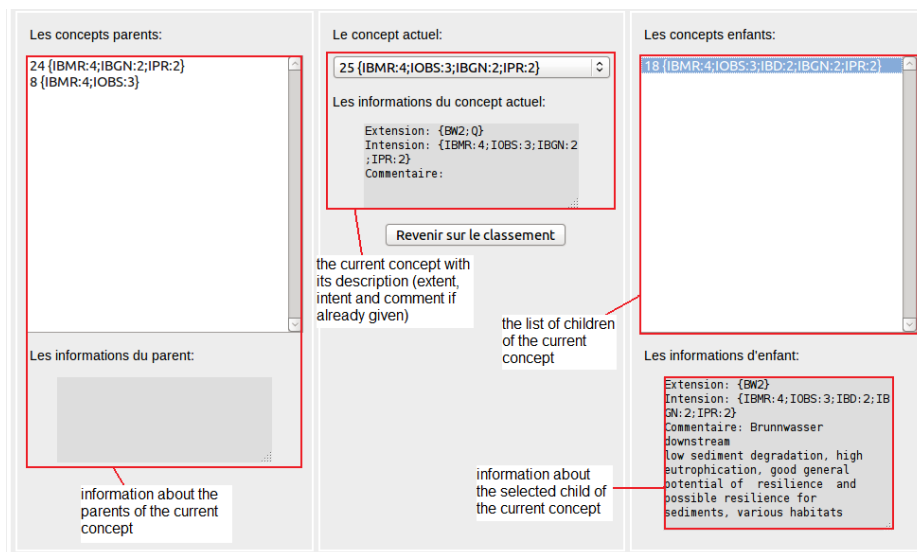 Les concepts parents:
24 {IBMR:4;IBGN:2;IPR:2}
8 {IBMR:4;IOBS:3}
Les informations du parent:
information about the
parents of the current
concept
Le concept actuel:
25 {IBMR:4;IOBS:3;IBGN:2;IPR:2}
Les informations du concept actuel:
Extension: {BW2;Q}
Intension: {IBMR:4;IOBS:3;IBGN:2
;IPR:2}
Commentaire:
Revenir sur le classement
the current concept with
its description (extent,
intent and comment if
already given)
the list of children
of the current
concept
information about
the selected child of
the current concept
Les concepts enfants:
18 {IBMR:4;IOBS:3;IBD:2;IBGN:2;IPR:2}
Les informations d'enfant:
Extension: {BW2}
Intension: {IBMR:4;IOBS:3;IBD:2;IB
GN:2;IPR:2}
Commentaire: Brunnwasser
downstream
low sediment degradation, high
eutrophication, good general
potential of resilience and
possible resilience for
sediments, various habitats